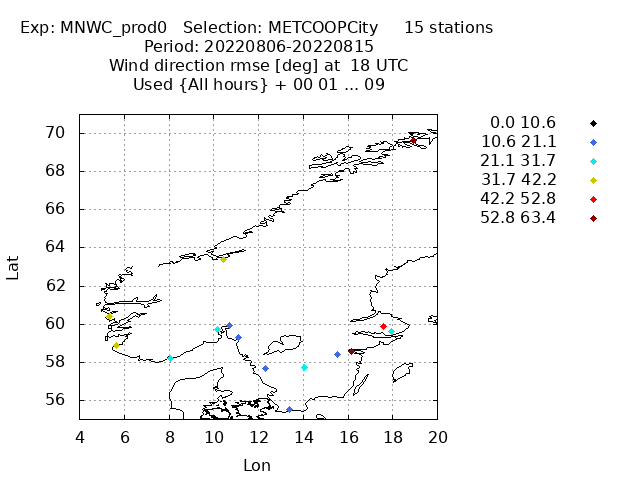 Exp: MNWC_prod0 Selection: METCOOPCity 15 stations
Period: 20220806-20220815
Wind direction rmse [deg] at 18 UTC
Used {All hours} + 00 01 ... 09
70
68
66
64
62
60
58
56
Lat
4 6 8 10 12 14 16 18 20
Lon
0.0 10.6
10.6 21.1
21.1 31.7
31.7 42.2
42.2 52.8
52.8 63.4